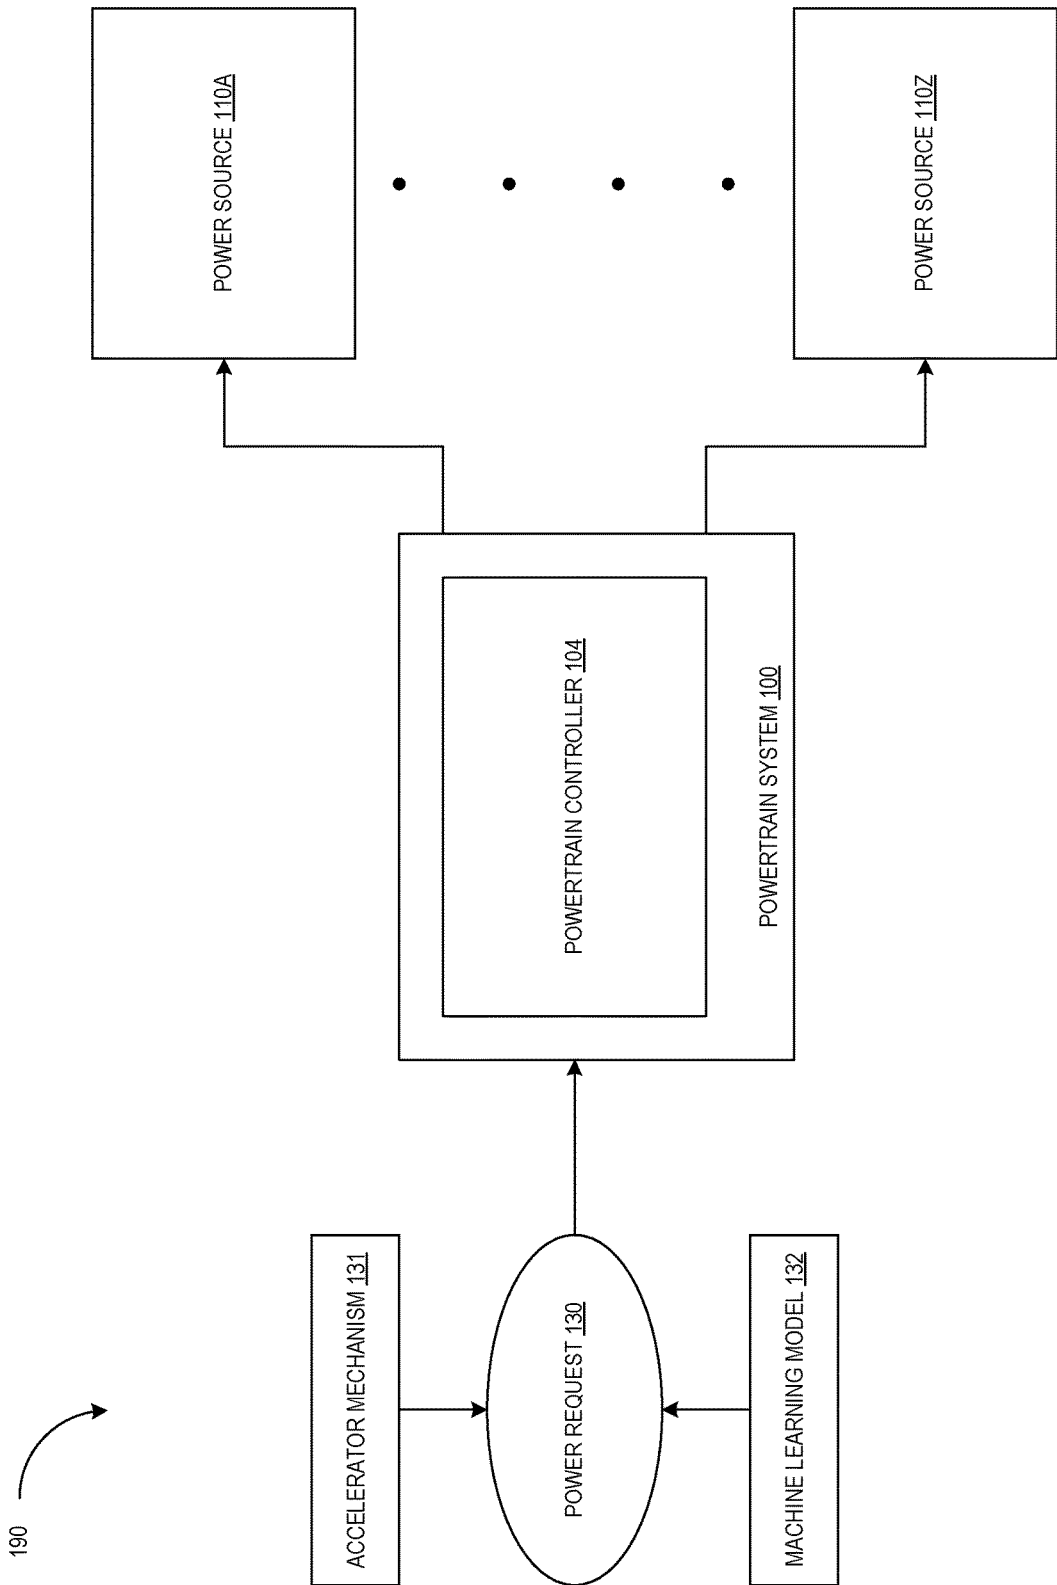 190
ACCELERATOR MECHANISM 131
POWER REQUEST 130
MACHINE LEARNING MODEL 132
POWERTRAIN CONTROLLER 104
POWERTRAIN SYSTEM 100
POWER SOURCE 110A
POWER SOURCE 110Z